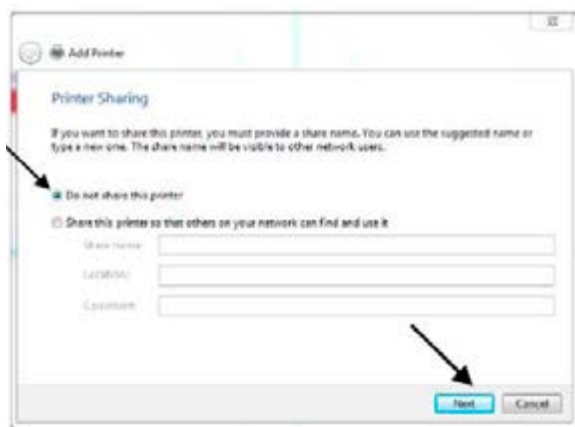 Add Printer
Printer Sharing
If you want to share this printer, you must provide a share name. You can use the suggested name or
type a new one. The share name will be visible to other network users.
Do not share this printer
Share this printer so that others on your network can find and use it
Share name:
Location:
Comment:
Next
Cancel